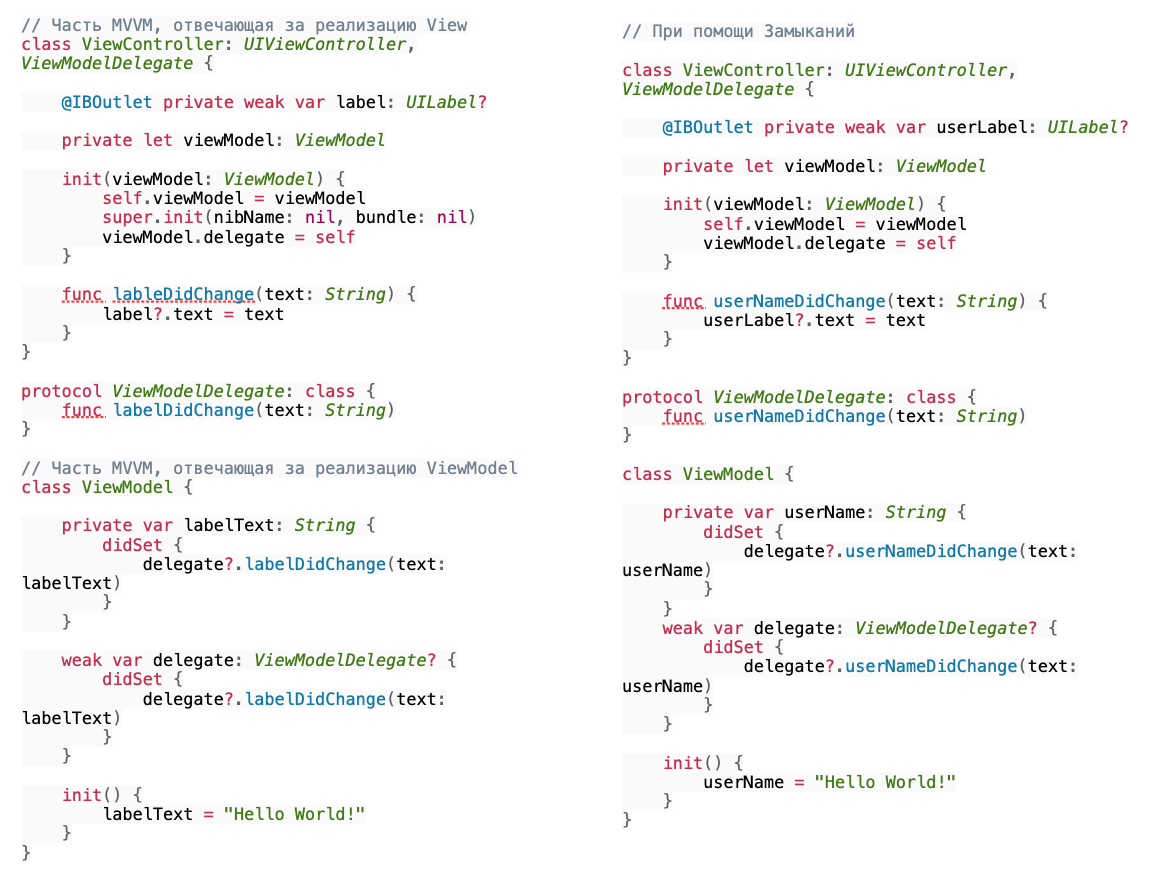 // Часть MVVM, отвечающая за реализацию View
class ViewController: UIViewController,
ViewModelDelegate {
@IBOutlet private weak var label: UILabel?
private let viewModel: ViewModel
init(viewModel: ViewModel) {
self.viewModel = viewModel
super.init(nibName: nil, bundle: nil)
viewModel.delegate = self
}
func lableDidChange(text: String) {
label?.text = text
}
}
protocol ViewModelDelegate: class {
func labelDidChange(text: String)
}
// Часть MVVM, отвечающая за реализацию ViewModel
class ViewModel {
private var labelText: String {
didSet {
delegate?.labelDidChange(text:
labelText)
}
}
weak var delegate: ViewModelDelegate? {
didSet {
delegate?.labelDidChange(text:
labelText)
}
}
init() {
labelText = "Hello World!"
}
}
// При помощи Замыканий
class ViewController: UIViewController,
ViewModelDelegate {
@IBOutlet private weak var userLabel: UILabel?
private let viewModel: ViewModel
init(viewModel: ViewModel) {
self.viewModel = viewModel
viewModel.delegate = self
}
func userNameDidChange(text: String) {
userLabel?.text = text
}
}
protocol ViewModelDelegate: class {
func userNameDidChange(text: String)
}
class ViewModel {
private var userName: String {
didSet {
delegate?.userNameDidChange(text:
userName)
}
}
weak var delegate: ViewModelDelegate? {
didSet {
delegate?.userNameDidChange(text:
userName)
}
}
init() {
userName = "Hello World!"
}
}